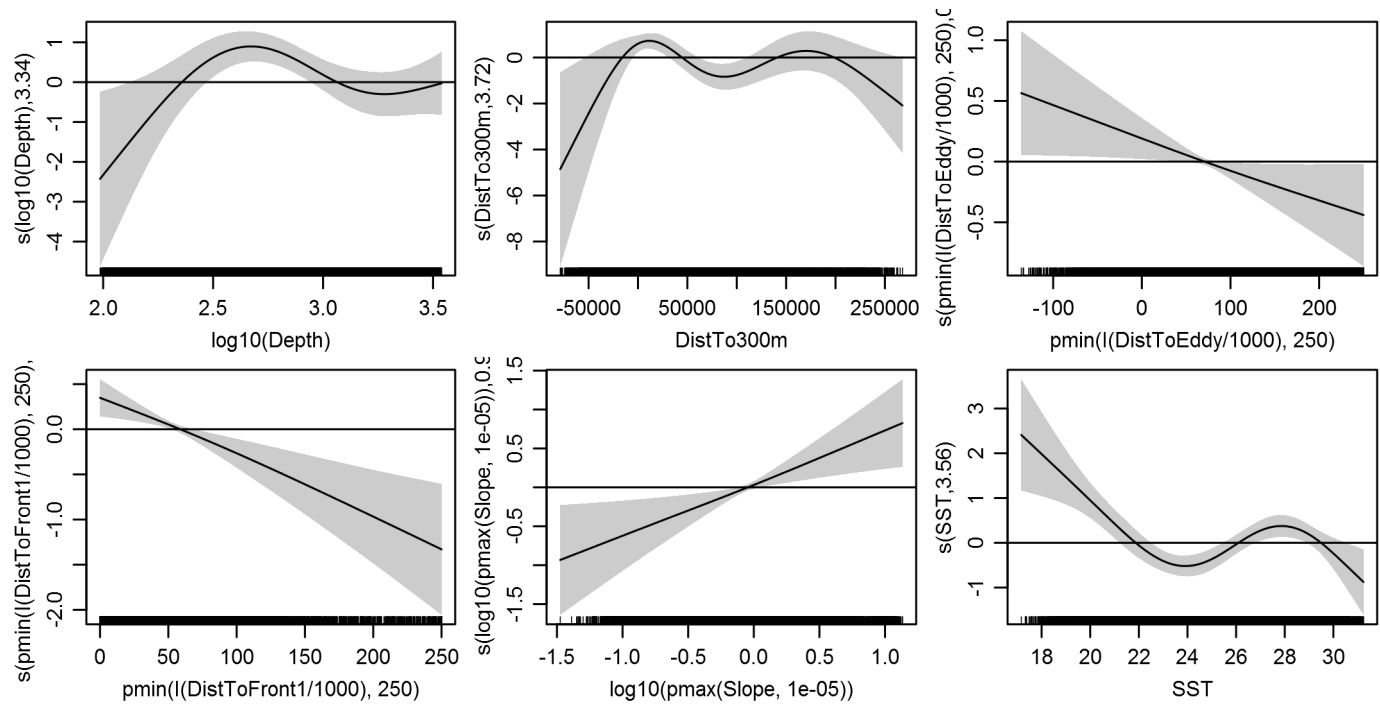 s(log10(Depth),3.34)
1
0
-1
-2
-3
-4
2.0 2.5 3.0 3.5
log10(Depth)
s(DistTo300m,3.72)
0
-2
-4
-6
-8
-50000 50000 150000 250000
DistTo300m
s(pmin(I(DistToEddy/1000), 250),0
1.0
0.5
0.0
-0.5
-100 0 100 200
pmin(I(DistToEddy/1000), 250)
s(pmin(I(DistToFront1/1000), 250),
0.0
-1.0
-2.0
0 50 100 150 200 250
pmin(I(DistToFront1/1000), 250)
s(log10(pmax(Slope, 1e-05)),0.9
1.5
0.5
-0.5
-1.5
-1.5 -1.0 -0.5 0.0 0.5 1.0
log10(pmax(Slope, 1e-05))
s(SST,3.56)
3
2
1
0
-1
18 20 22 24 26 28 30
SST